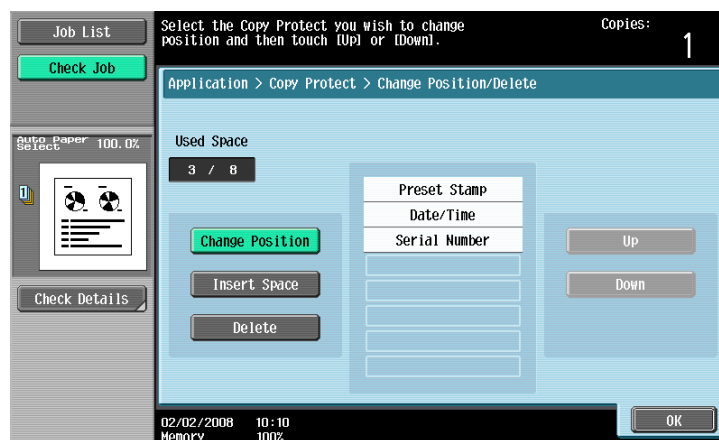 Job List
Check Job
Select the Copy Protect you wish to change
position and then touch [Up] or [Down].
Copies:
1
Application > Copy Protect > Change Position/Delete
Auto Paper
Select
100.0%
1
Check Details
Used Space
3 / 8
Change Position
Insert Space
Delete
Preset Stamp
Date/Time
Serial Number
Up
Down
02/02/2008 10:10
Memory 100%
OK